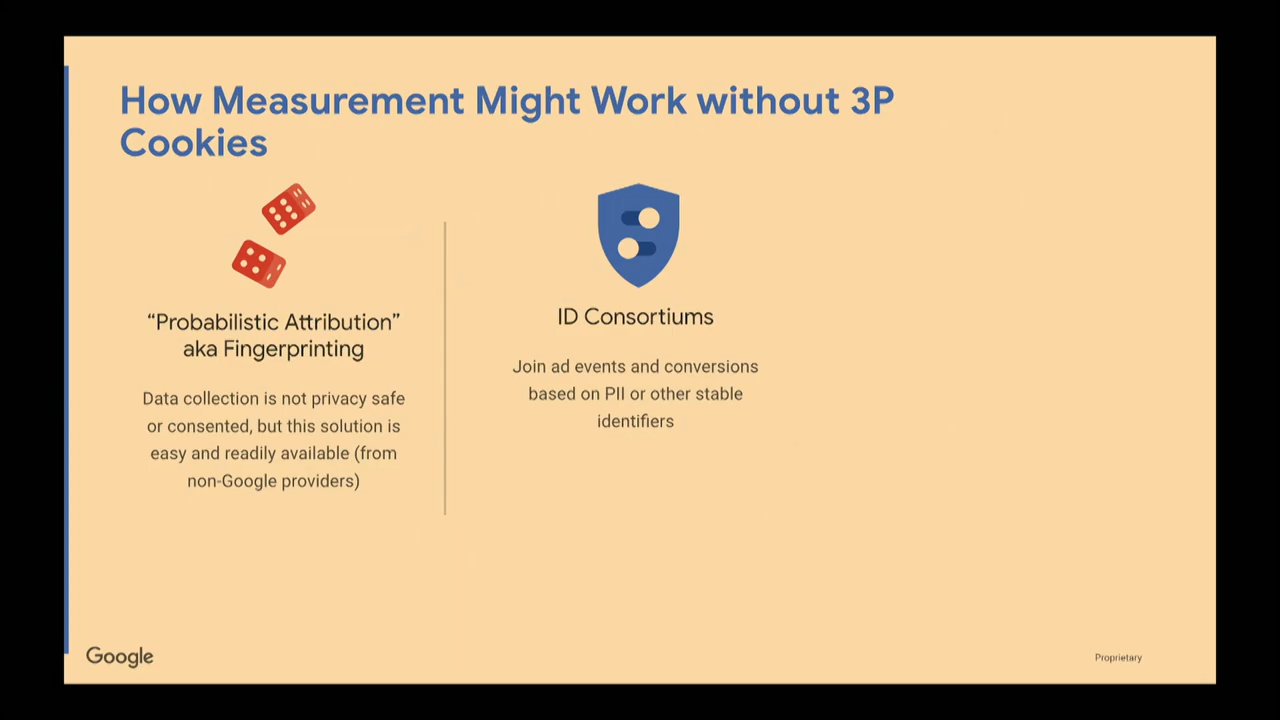 How Measurement Might Work without 3P
Cookies
“Probabilistic Attribution”
aka Fingerprinting
Data collection is not privacy safe
or consented, but this solution is
easy and readily available (from
non-Google providers)
ID Consortiums
Join ad events and conversions
based on PII or other stable
identifiers
Google
Proprietary